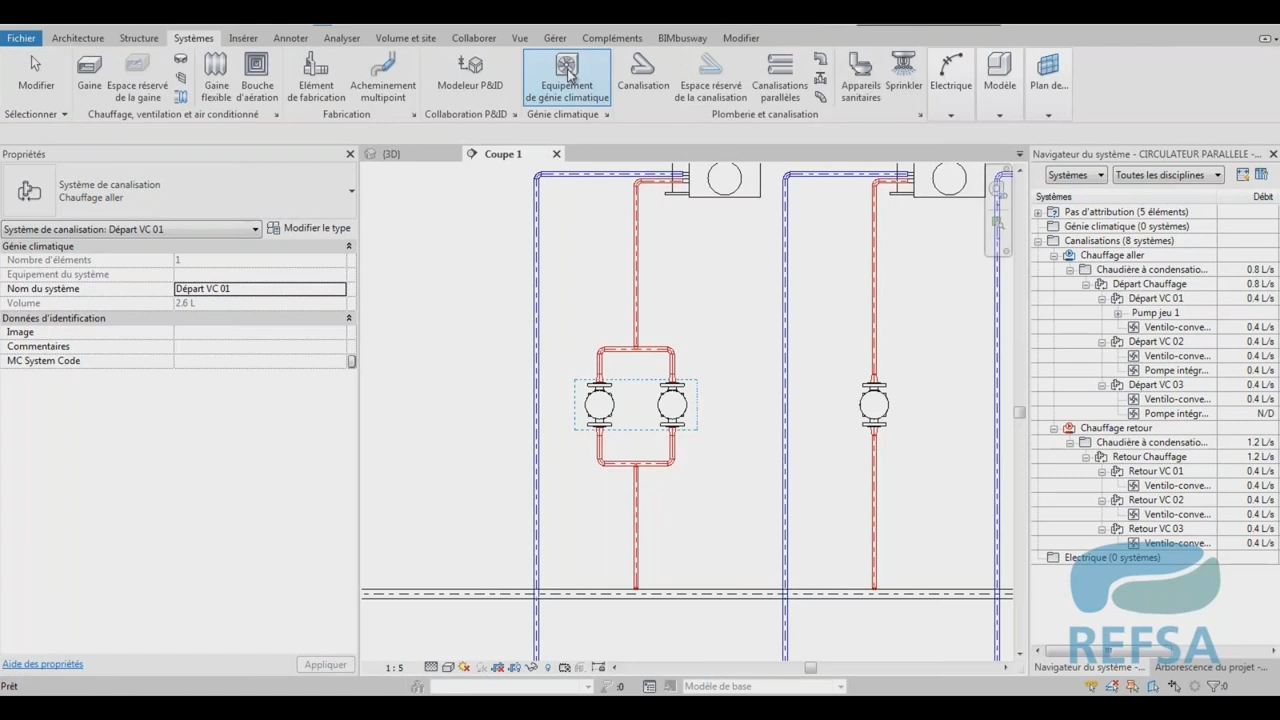 Fichier Architecture Structure Systèmes Insérer Annoter Analyser Volume et site Collaborer Vue Gérer Compléments BIMbusway Modifier
Modifier
Gaine
Espace réservé
de la gaine
Gaine
flexible
Bouche
d'aération
Elément
de fabrication
Acheminement
multipoint
Modeleur P&ID
Equipement
de génie climatique
Canalisation
Espace réservé
de la canalisation
Canalisations
parallèles
Appareils
sanitaires
Sprinkler
Electrique
Modèle
Plan de...
Sélectionner
Chauffage, ventilation et air conditionné
Fabrication
Collaboration P&ID
Génie climatique
Plomberie et canalisation
Propriétés
Système de canalisation
Chauffage aller
Système de canalisation: Départ VC 01
Modifier le type
Génie climatique
Nombre d'éléments 1
Equipement du système
Nom du système Départ VC 01
Volume 2.6 L
Données d'identification
Image
Commentaires
MC System Code
Aide des propriétés
Appliquer
{3D}
Coupe 1
1 : 5
Navigateur du système - CIRCULATEUR PARALLELE -...
Systèmes
Toutes les disciplines
Systèmes Débit
Pas d'attribution (5 éléments)
Génie climatique (0 systèmes)
Canalisations (8 systèmes)
Chauffage aller
Chaudière à condensatio... 0.8 L/s
Départ Chauffage 0.8 L/s
Départ VC 01 0.4 L/s
Pump jeu 1
Ventilo-conve... 0.4 L/s
Départ VC 02 0.4 L/s
Ventilo-conve... 0.4 L/s
Pompe intégr... 0.4 L/s
Départ VC 03 0.4 L/s
Ventilo-conve... 0.4 L/s
Pompe intégr... N/D
Chauffage retour
Chaudière à condensatio... 1.2 L/s
Retour Chauffage 1.2 L/s
Retour VC 01 0.4 L/s
Ventilo-conve... 0.4 L/s
Retour VC 02 0.4 L/s
Ventilo-conve... 0.4 L/s
Retour VC 03 0.4 L/s
Ventilo-conve... 0.4 L/s
Electrique (0 systèmes)
REFSA
Navigateur du système -...
Arborescence du projet -...
Prêt
:0
Modèle de base
:0